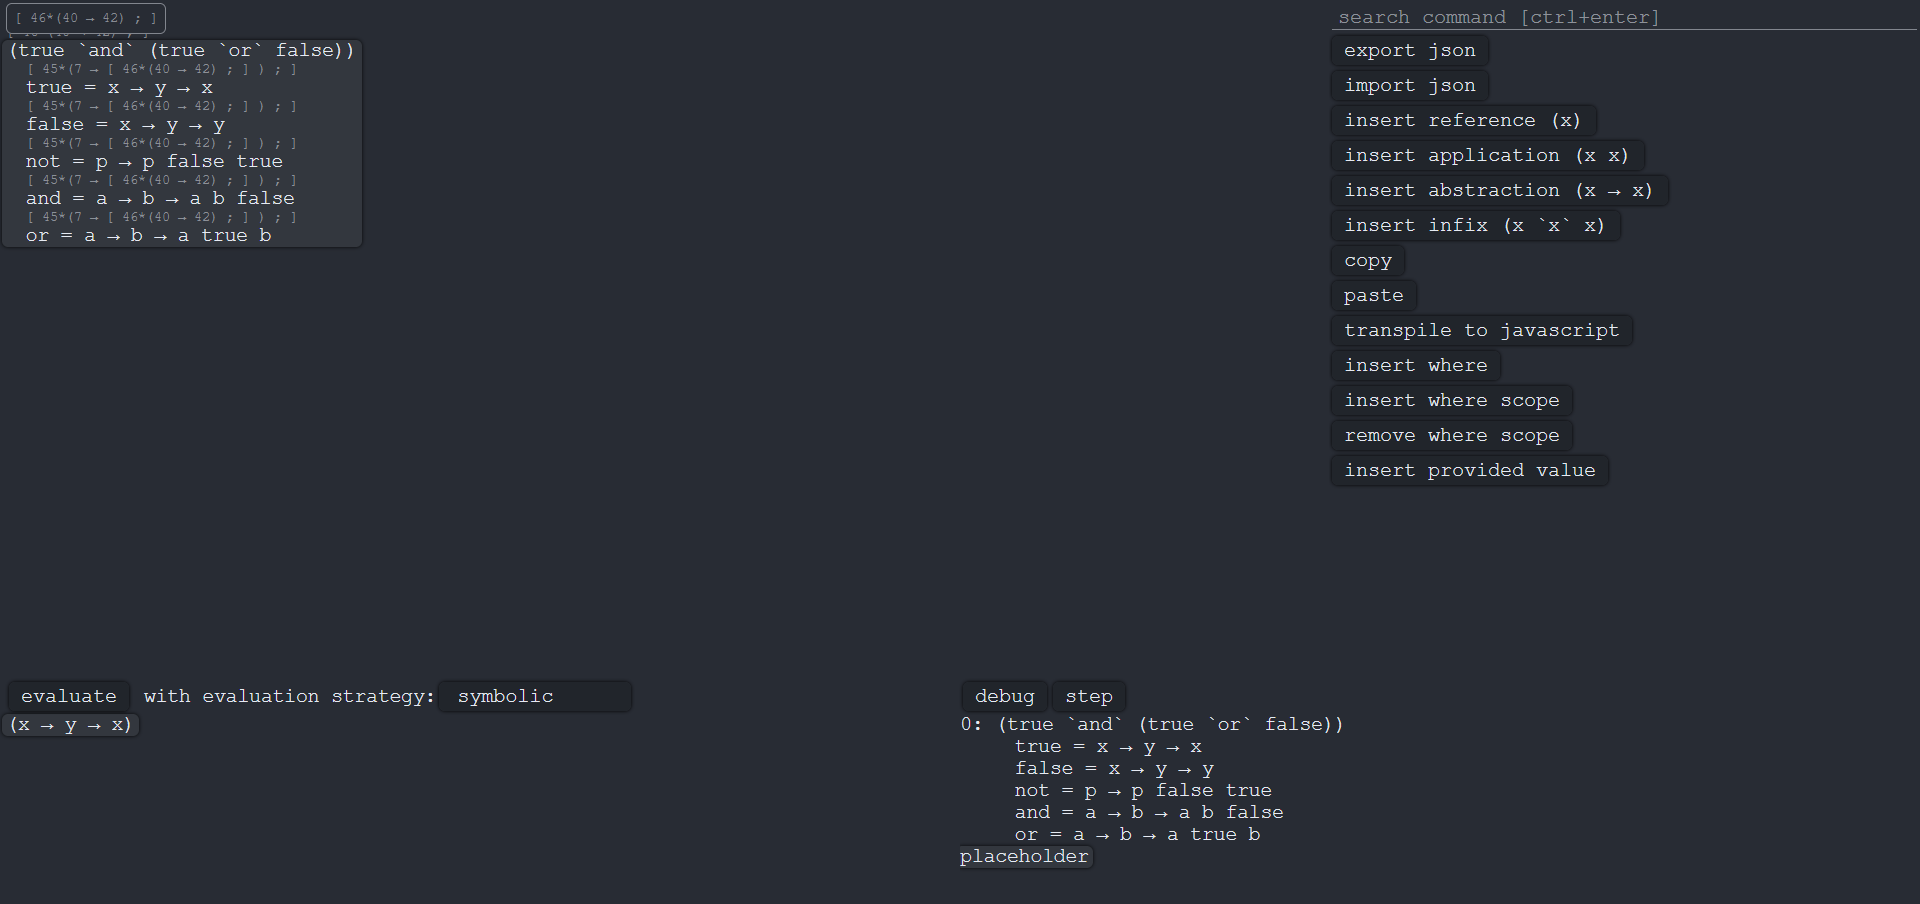 [ 46*(40 → 42) ; ]
(true `and` (true `or` false))
[ 45*(7 → [ 46*(40 → 42) ; ] ) ; ]
true = x → y → x
[ 45*(7 → [ 46*(40 → 42) ; ] ) ; ]
false = x → y → y
[ 45*(7 → [ 46*(40 → 42) ; ] ) ; ]
not = p → p false true
[ 45*(7 → [ 46*(40 → 42) ; ] ) ; ]
and = a → b → a b false
[ 45*(7 → [ 46*(40 → 42) ; ] ) ; ]
or = a → b → a true b
search command [ctrl+enter]
export json
import json
insert reference (x)
insert application (x x)
insert abstraction (x → x)
insert infix (x `x` x)
copy
paste
transpile to javascript
insert where
insert where scope
remove where scope
insert provided value
evaluate with evaluation strategy: symbolic
(x → y → x)
debug step
0: (true `and` (true `or` false))
true = x → y → x
false = x → y → y
not = p → p false true
and = a → b → a b false
or = a → b → a true b
placeholder